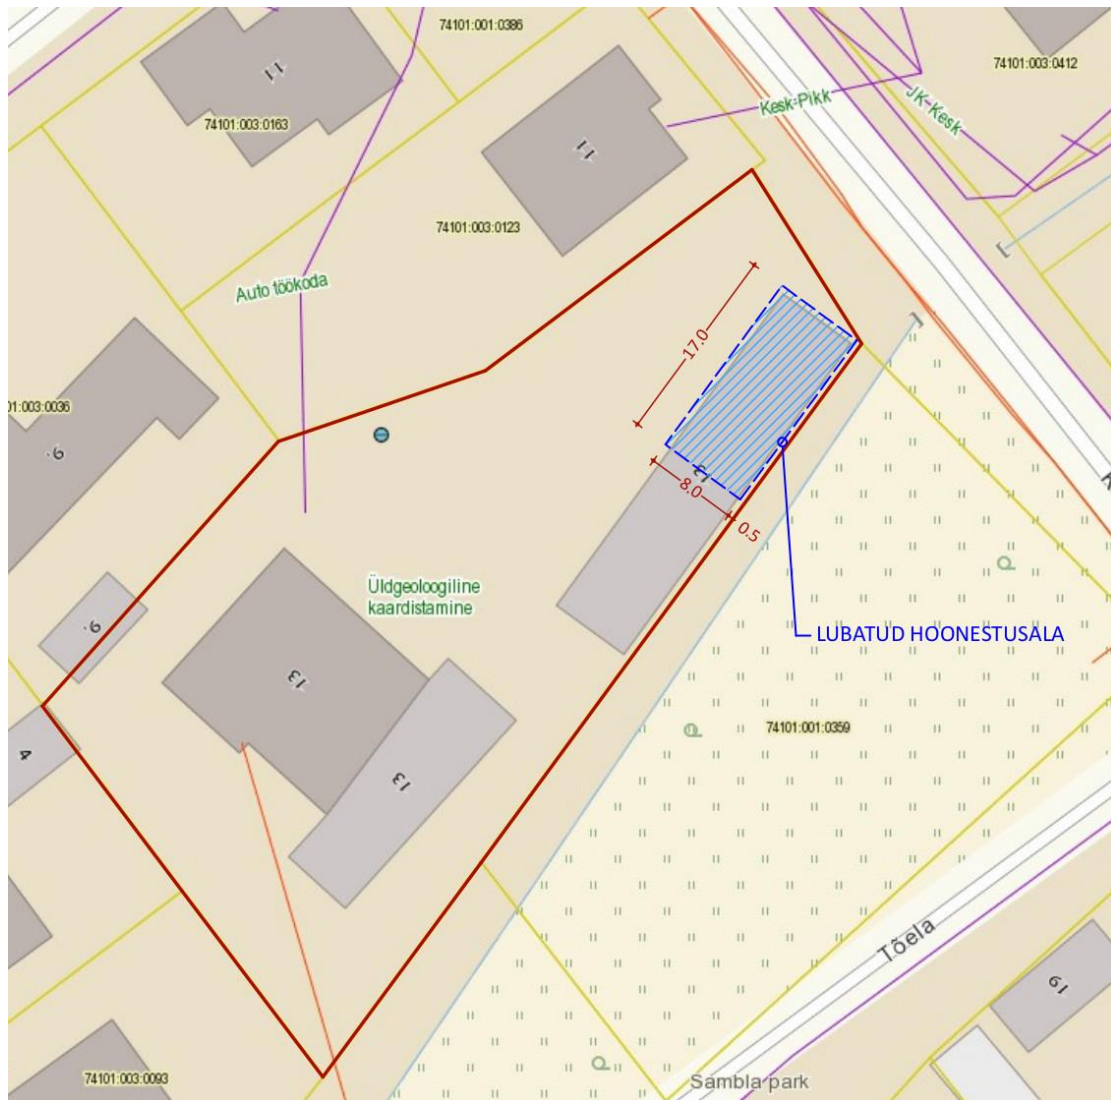 74101:001:0386
11
74101:003:0163
Kesk-Pikk
JK-Kesk
74101:003:0412
11
74101:003:0123
Auto töökoda
17.0
01:003:0036
9
8.0
0.5
Üldgeoloogiline
kaardistamine
9
LUBATUD HOONESTUSALA
13
13
4
74101:001:0359
Tõela
19
74101:003:0093
Sambla park